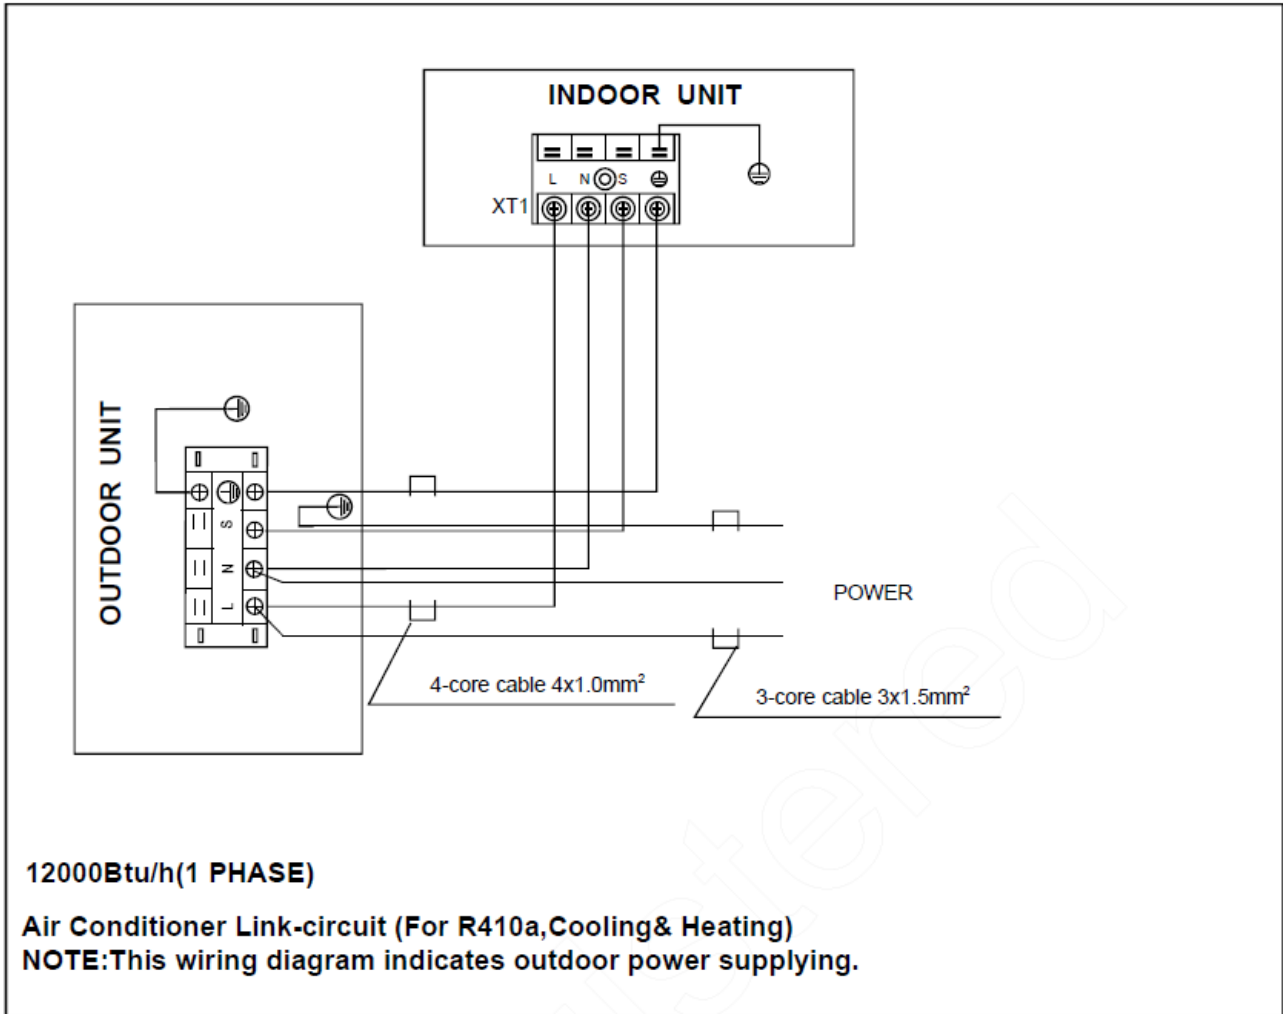 INDOOR UNIT
L N S
XT1
OUTDOOR UNIT
S
N
L
POWER
4-core cable 4x1.0mm²
3-core cable 3x1.5mm²
12000Btu/h(1 PHASE)
Air Conditioner Link-circuit (For R410a,Cooling& Heating)
NOTE:This wiring diagram indicates outdoor power supplying.